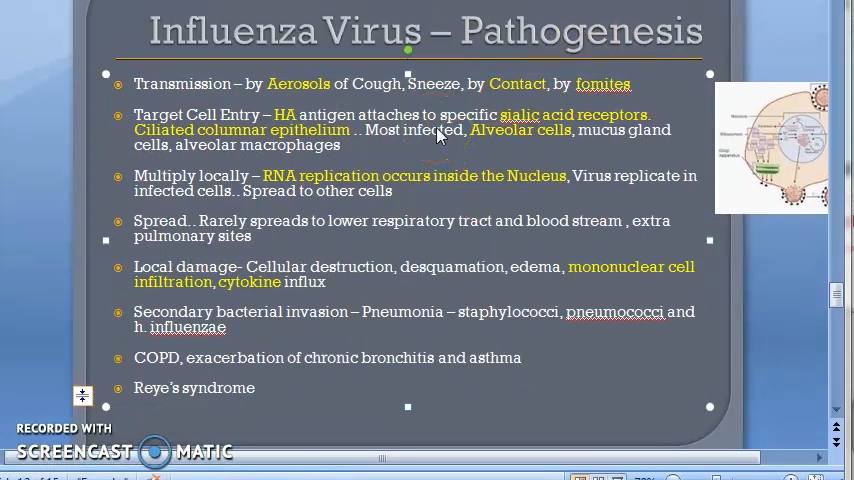 Influenza Virus – Pathogenesis
Transmission – by Aerosols of Cough, Sneeze, by Contact, by fomites
Target Cell Entry – HA antigen attaches to specific sialic acid receptors.
Ciliated columnar epithelium .. Most infected, Alveolar cells, mucus gland
cells, alveolar macrophages
Multiply locally – RNA replication occurs inside the Nucleus, Virus replicate in
infected cells.. Spread to other cells
Spread.. Rarely spreads to lower respiratory tract and blood stream , extra
pulmonary sites
Local damage- Cellular destruction, desquamation, edema, mononuclear cell
infiltration, cytokine influx
Secondary bacterial invasion – Pneumonia – staphylococci, pneumococci and
h. influenzae
COPD, exacerbation of chronic bronchitis and asthma
Reye's syndrome
RECORDED WITH
SCREENCAST MATIC